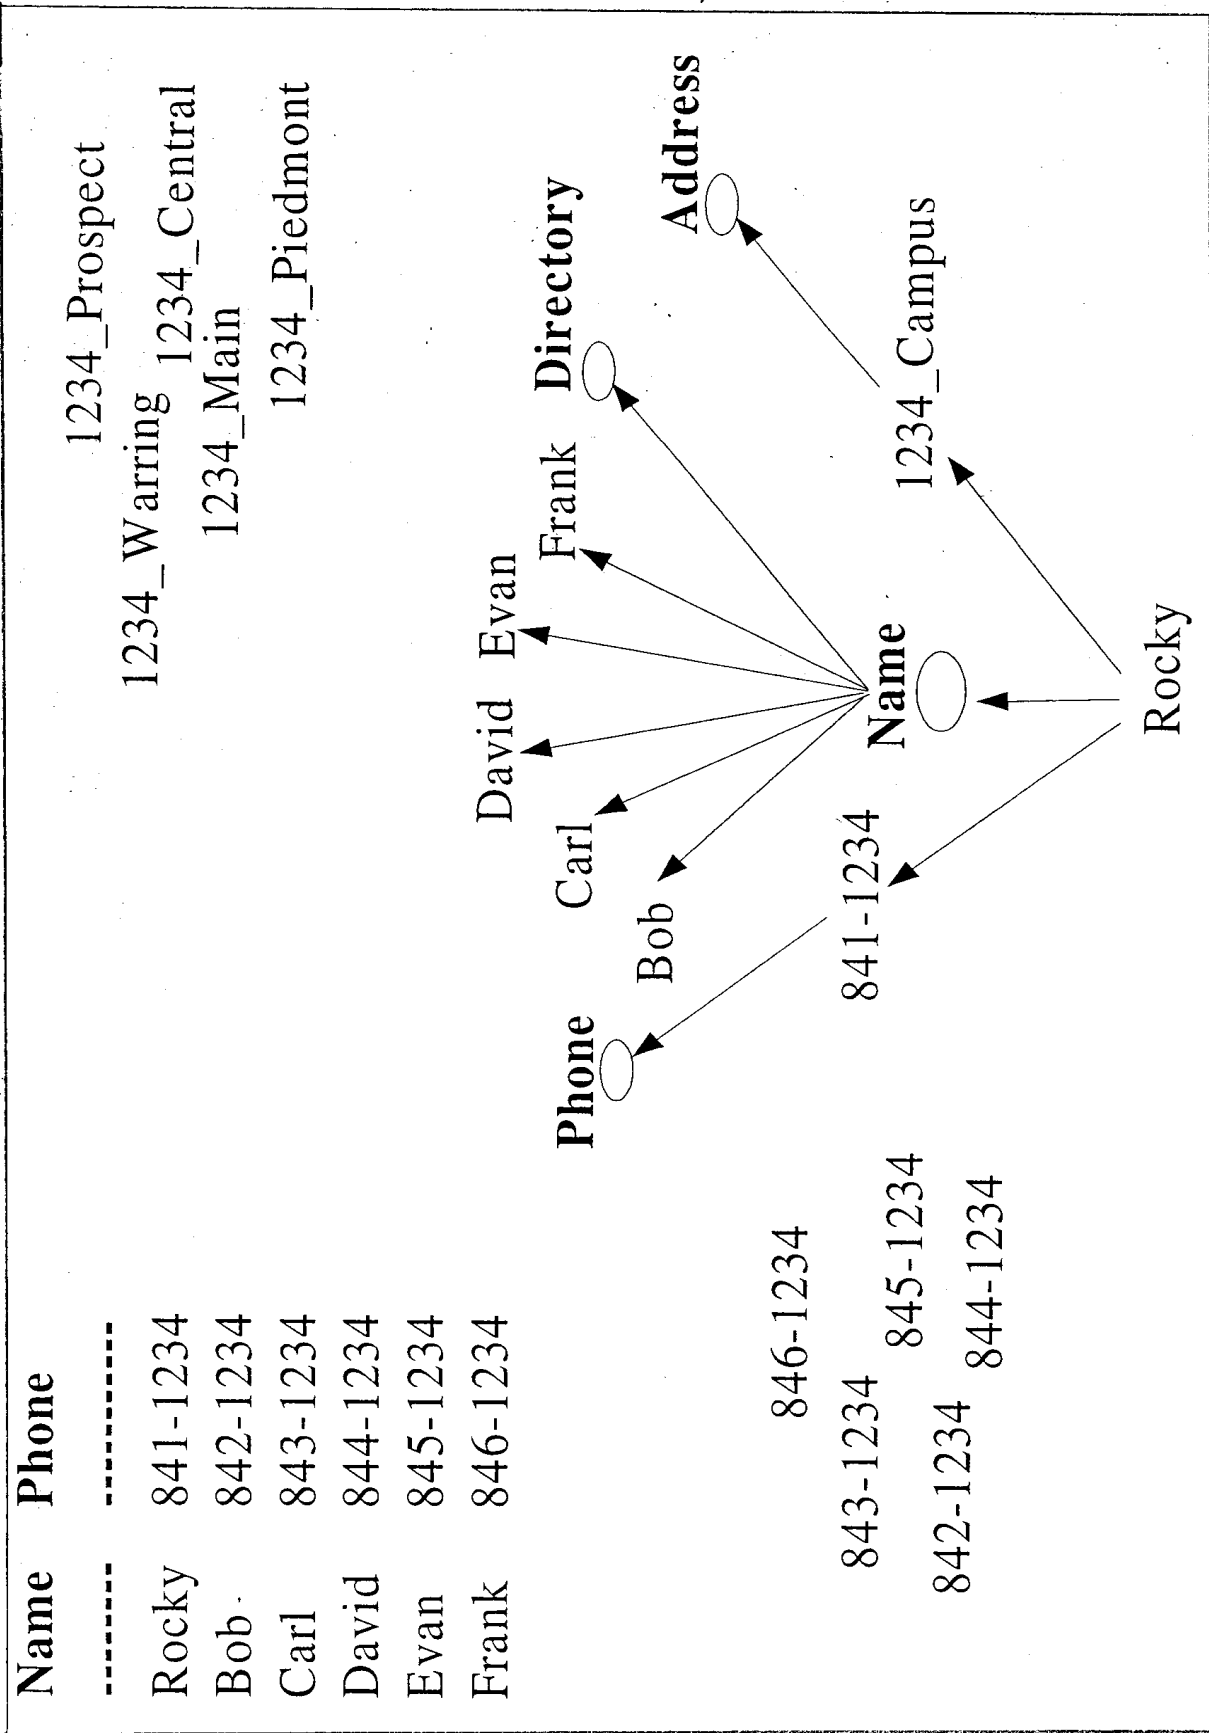 Name Phone
------ ----------
Rocky 841-1234
Bob 842-1234
Carl 843-1234
David 844-1234
Evan 845-1234
Frank 846-1234
1234_Prospect
1234_Warring
1234_Central
1234_Main
1234_Piedmont
David
Evan
Directory
Phone
Carl
Frank
Bob
Address
846-1234
843-1234
841-1234
Name
1234_Campus
845-1234
842-1234
844-1234
Rocky